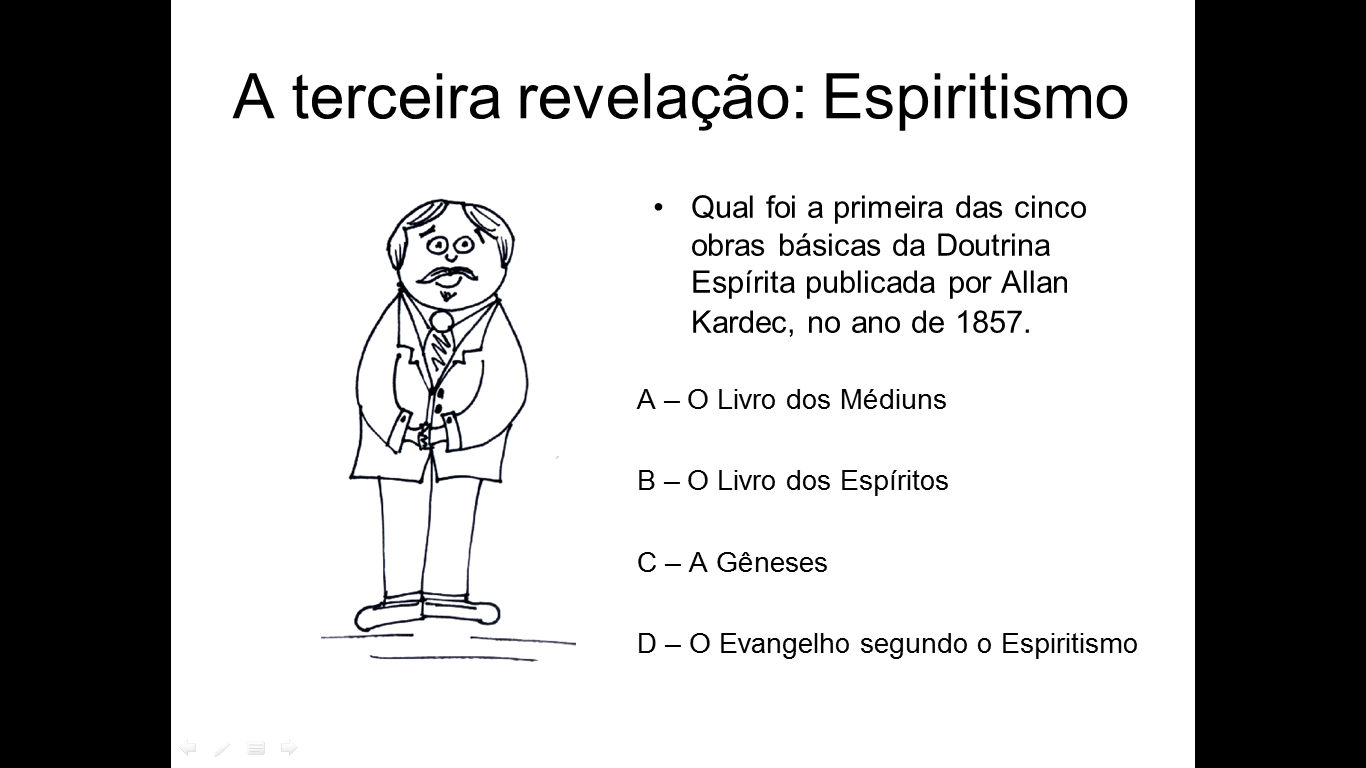 A terceira revelação: Espiritismo
• Qual foi a primeira das cinco
obras básicas da Doutrina
Espírita publicada por Allan
Kardec, no ano de 1857.
A – O Livro dos Médiuns
B – O Livro dos Espíritos
C – A Gêneses
D – O Evangelho segundo o Espiritismo